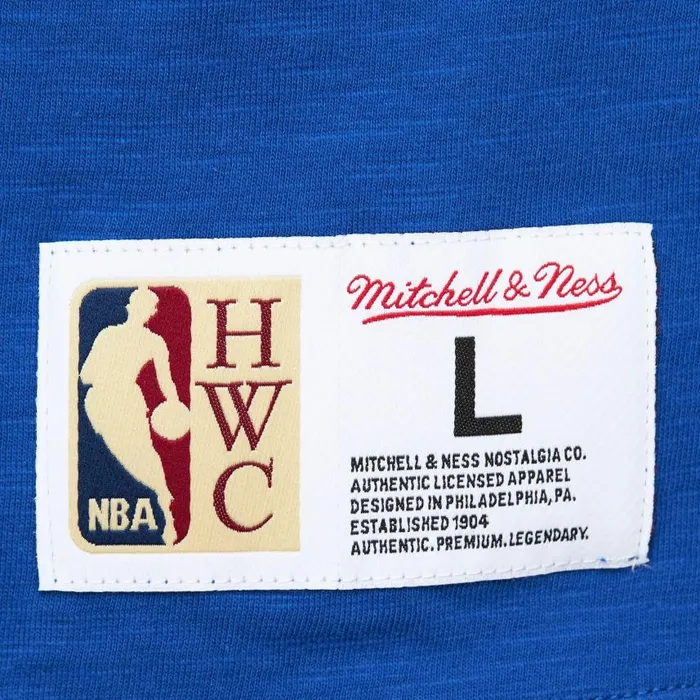 NBA
H
W
C
Mitchell & Ness
L
MITCHELL & NESS NOSTALGIA CO.
AUTHENTIC LICENSED APPAREL
DESIGNED IN PHILADELPHIA, PA.
ESTABLISHED 1904
AUTHENTIC. PREMIUM. LEGENDARY.